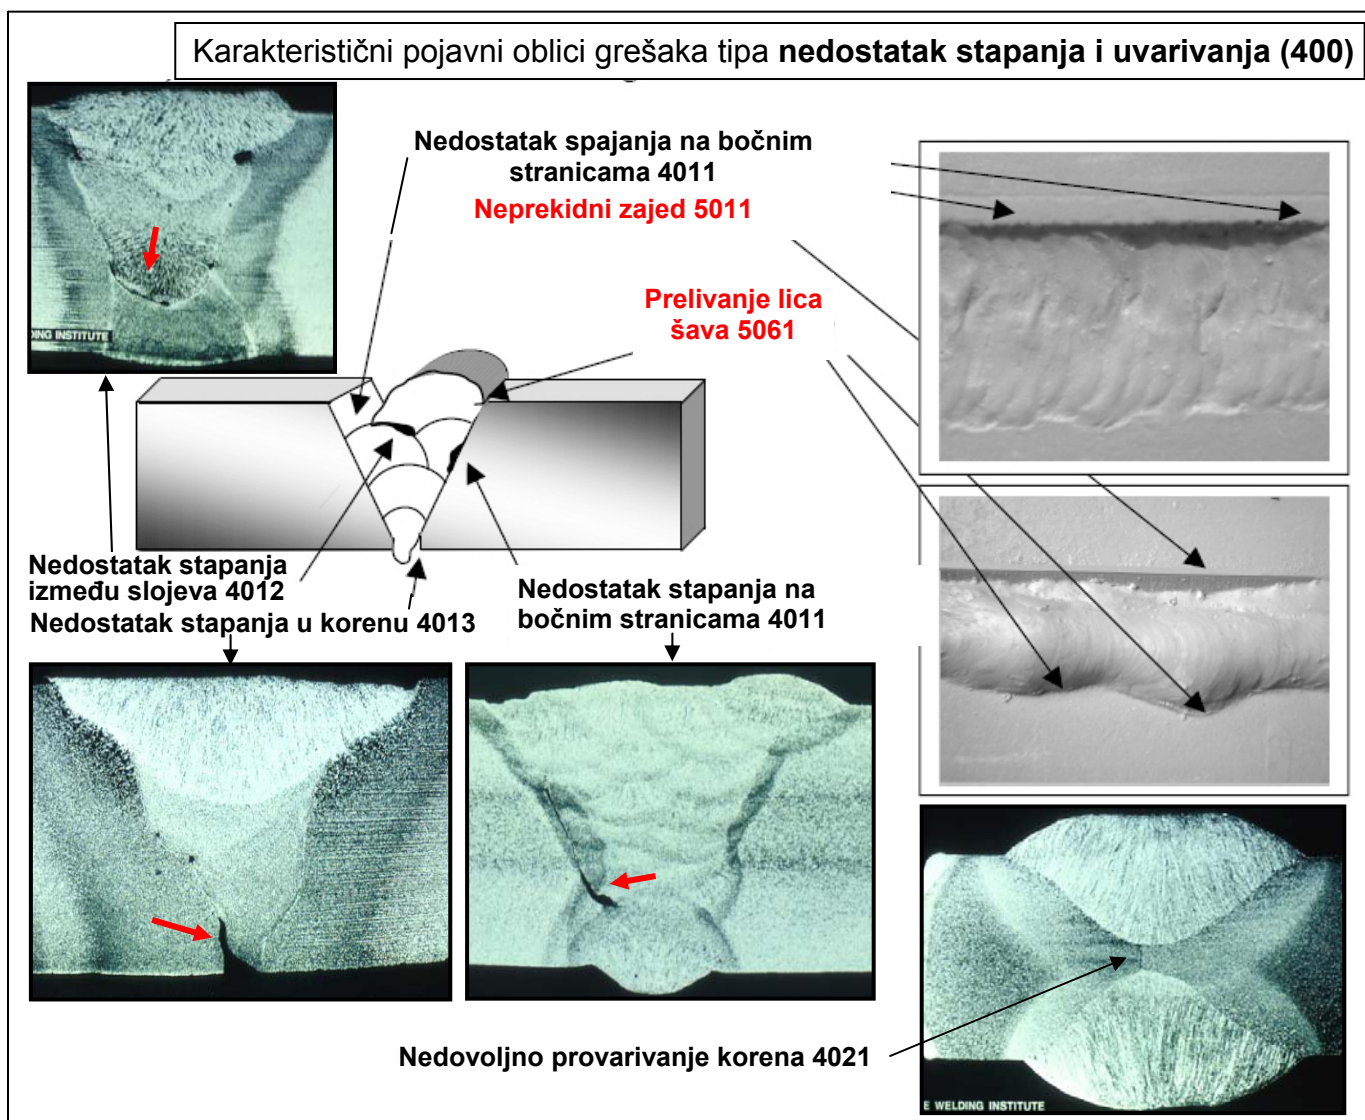 Karakteristični pojavni oblici grešaka tipa nedostatak stapanja i uvarivanja (400)
Nedostatak spajanja na bočnim
stranicama 4011
Neprekidni zajed 5011
Prelivanje lica
šava 5061
DING INSTITUTE
Nedostatak stapanja
između slojeva 4012
Nedostatak stapanja u korenu 4013
Nedostatak stapanja na
bočnim stranicama 4011
Nedovoljno provarivanje korena 4021
E WELDING INSTITUTE